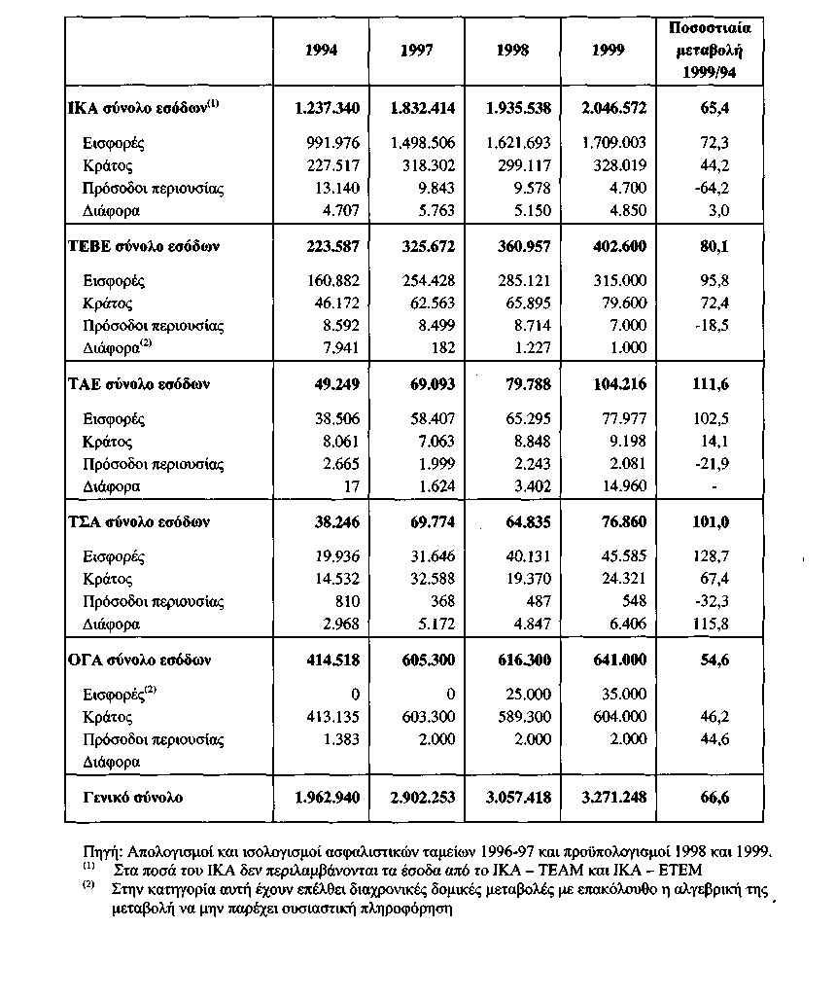 1994 1997 1998 1999 Ποσοστιαία μεταβολή 1999/94
ΙΚΑ σύνολο εσόδων(1) 1.237.340 1.832.414 1.935.538 2.046.572 65,4
Εισφορές 991.976 1.498.506 1.621.693 1.709.003 72,3
Κράτος 227.517 318.302 299.117 328.019 44,2
Πρόσοδοι περιουσίας 13.140 9.843 9.578 4.700 -64,2
Διάφορα 4.707 5.763 5.150 4.850 3,0
ΤΕΒΕ σύνολο εσόδων 223.587 325.672 360.957 402.600 80,1
Εισφορές 160.882 254.428 285.121 315.000 95,8
Κράτος 46.172 62.563 65.895 79.600 72,4
Πρόσοδοι περιουσίας 8.592 8.499 8.714 7.000 -18,5
Διάφορα(2) 7.941 182 1.227 1.000
ΤΑΕ σύνολο εσόδων 49.249 69.093 79.788 104.216 111,6
Εισφορές 38.506 58.407 65.295 77.977 102,5
Κράτος 8.061 7.063 8.848 9.198 14,1
Πρόσοδοι περιουσίας 2.665 1.999 2.243 2.081 -21,9
Διάφορα 17 1.624 3.402 14.960 -
ΤΣΑ σύνολο εσόδων 38.246 69.774 64.835 76.860 101,0
Εισφορές 19.936 31.646 40.131 45.585 128,7
Κράτος 14.532 32.588 19.370 24.321 67,4
Πρόσοδοι περιουσίας 810 368 487 548 -32,3
Διάφορα 2.968 5.172 4.847 6.406 115,8
ΟΓΑ σύνολο εσόδων 414.518 605.300 616.300 641.000 54,6
Εισφορές(2) 0 0 25.000 35.000
Κράτος 413.135 603.300 589.300 604.000 46,2
Πρόσοδοι περιουσίας 1.383 2.000 2.000 2.000 44,6
Διάφορα
Γενικό σύνολο 1.962.940 2.902.253 3.057.418 3.271.248 66,6
Πηγή: Απολογισμοί και ισολογισμοί ασφαλιστικών ταμείων 1996-97 και προϋπολογισμοί 1998 και 1999.
(1) Στα ποσά του ΙΚΑ δεν περιλαμβάνονται τα έσοδα από το ΙΚΑ – ΤΕΑΜ και ΙΚΑ – ΕΤΕΜ
(2) Στην κατηγορία αυτή έχουν επέλθει διαχρονικές δομικές μεταβολές με επακόλουθο η αλγεβρική της
μεταβολή να μην παρέχει ουσιαστική πληροφόρηση